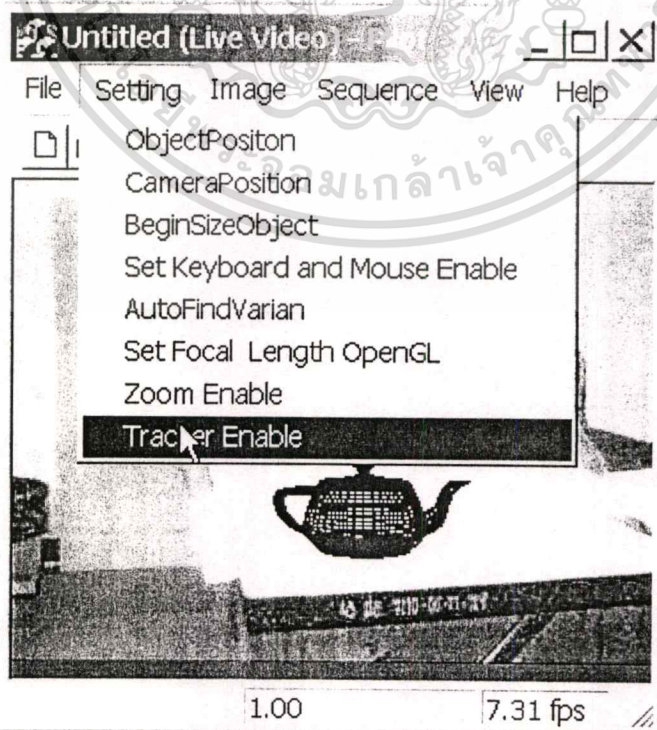 Untitled (Live Video) -
File Setting Image Sequence View Help
ObjectPositon
CameraPosition
BeginSizeObject
Set Keyboard and Mouse Enable
AutoFindVarian
Set Focal Length OpenGL
Zoom Enable
Tracker Enable
1.00 7.31 fps